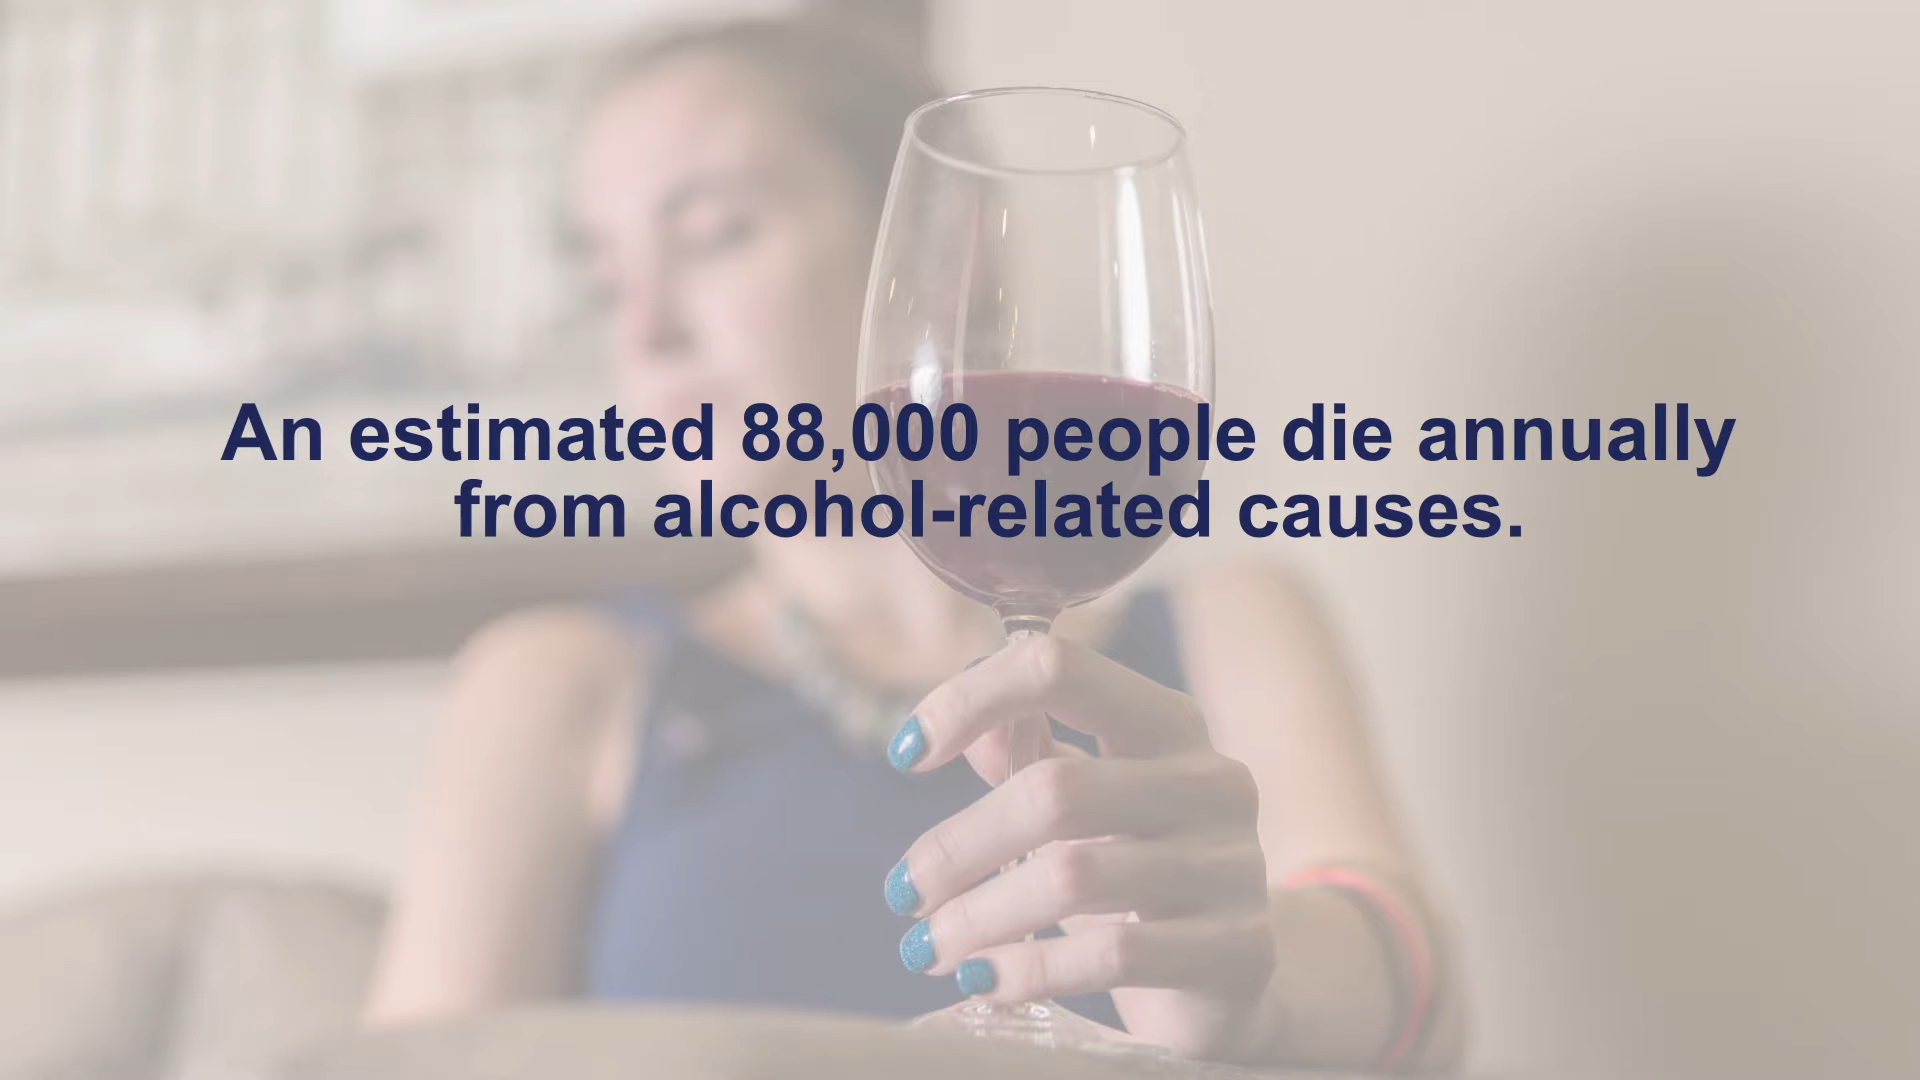 An estimated 88,000 people die annually
from alcohol-related causes.